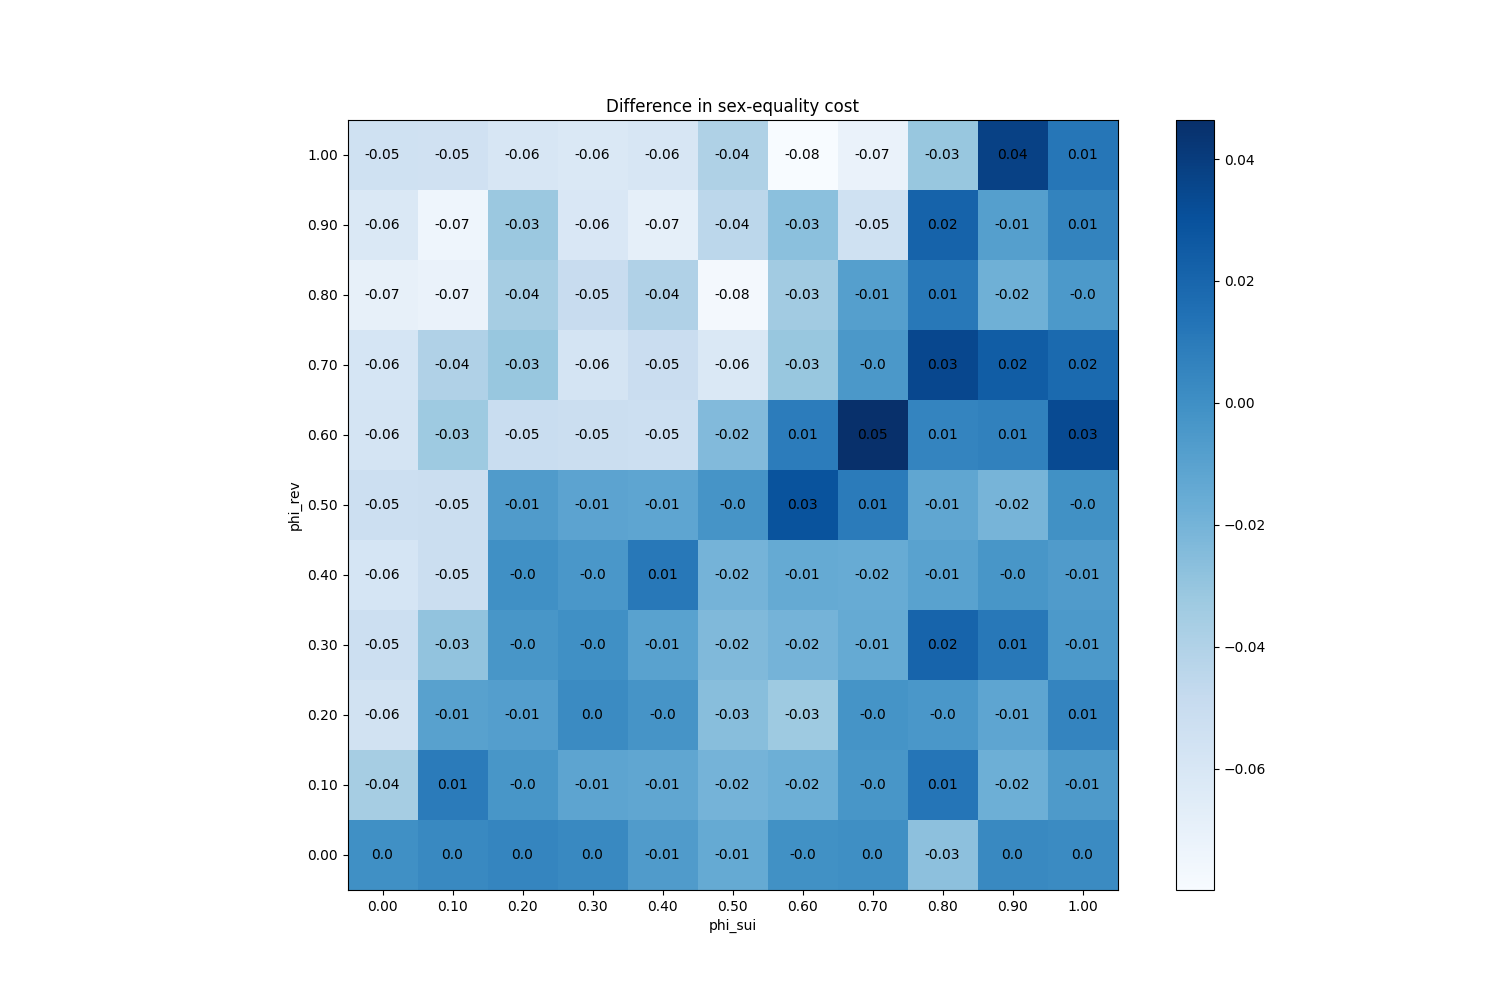 Difference in sex-equality cost
1.00 -0.05 -0.05 -0.06 -0.06 -0.06 -0.04 -0.08 -0.07 -0.03 0.04 0.01
0.90 -0.06 -0.07 -0.03 -0.06 -0.07 -0.04 -0.03 -0.05 0.02 -0.01 0.01
0.80 -0.07 -0.07 -0.04 -0.05 -0.04 -0.08 -0.03 -0.01 0.01 -0.02 -0.0
0.70 -0.06 -0.04 -0.03 -0.06 -0.05 -0.06 -0.03 -0.0 0.03 0.02 0.02
0.60 -0.06 -0.03 -0.05 -0.05 -0.05 -0.02 0.01 0.05 0.01 0.01 0.03
0.50 -0.05 -0.05 -0.01 -0.01 -0.01 -0.0 0.03 0.01 -0.01 -0.02 -0.0
0.40 -0.06 -0.05 -0.0 -0.0 0.01 -0.02 -0.01 -0.02 -0.01 -0.0 -0.01
0.30 -0.05 -0.03 -0.0 -0.0 -0.01 -0.02 -0.02 -0.01 0.02 0.01 -0.01
0.20 -0.06 -0.01 -0.01 0.0 -0.0 -0.03 -0.03 -0.0 -0.0 -0.01 0.01
0.10 -0.04 0.01 -0.0 -0.01 -0.01 -0.02 -0.02 -0.0 0.01 -0.02 -0.01
0.00 0.0 0.0 0.0 0.0 -0.01 -0.01 -0.0 0.0 -0.03 0.0 0.0
0.00 0.10 0.20 0.30 0.40 0.50 0.60 0.70 0.80 0.90 1.00
phi_sui
phi_rev
0.04
0.02
0.00
−0.02
−0.04
−0.06